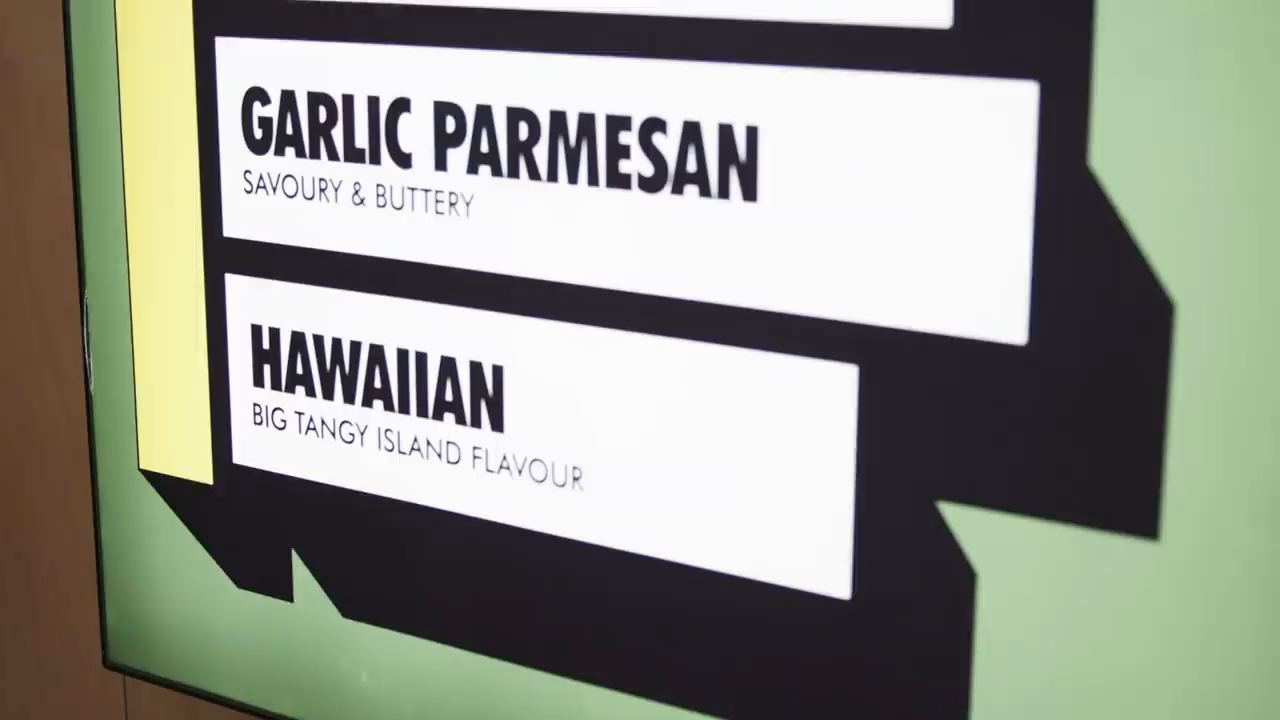 GARLIC PARMESAN
SAVOURY & BUTTERY
HAWAIIAN
BIG TANGY ISLAND FLAVOUR